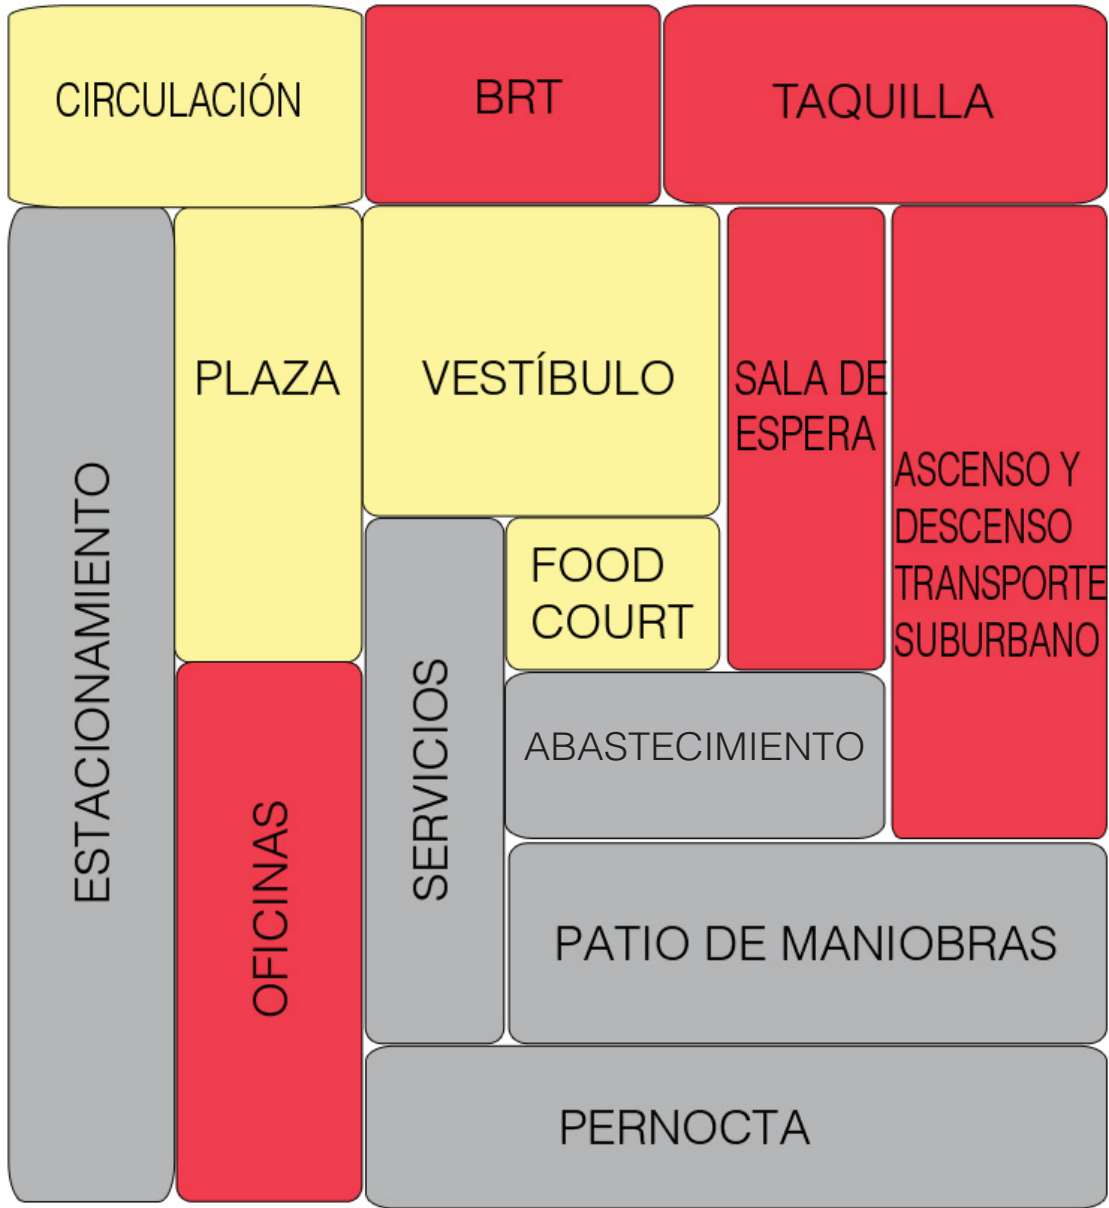 CIRCULACIÓN
BRT
TAQUILLA
PLAZA
VESTÍBULO
SALA DE
ESPERA
ASCENSO Y
DESCENSO
TRANSPORTE
SUBURBANO
ESTACIONAMIENTO
FOOD
COURT
SERVICIOS
ABASTECIMIENTO
OFICINAS
PATIO DE MANIOBRAS
PERNOCTA